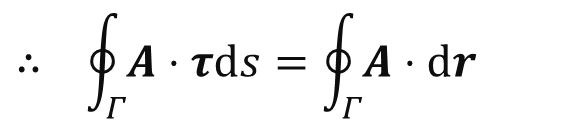 ∴ ∮_Γ A · τds = ∮_Γ A · dr